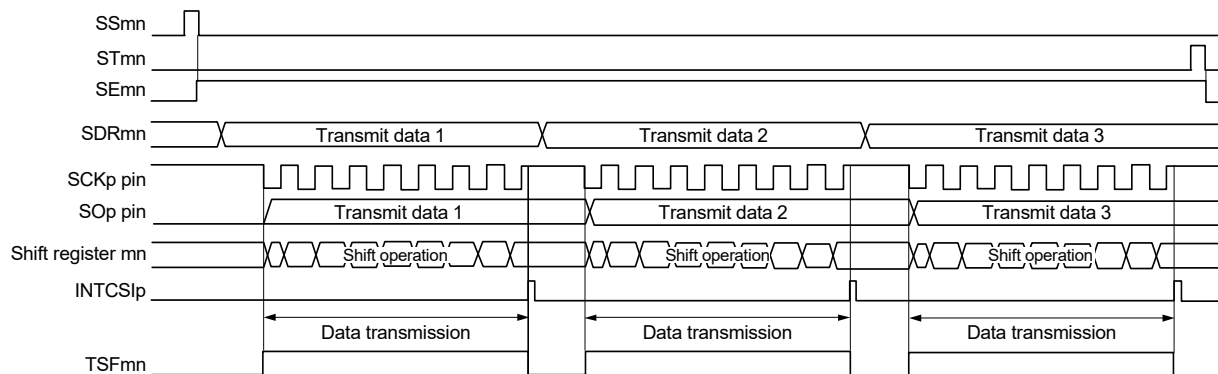 SSmn
STmn
SEmn
SDRmn Transmit data 1 Transmit data 2 Transmit data 3
SCKp pin
SOp pin Transmit data 1 Transmit data 2 Transmit data 3
Shift register mn Shift operation Shift operation Shift operation
INTCSIp
Data transmission Data transmission Data transmission
TSFmn